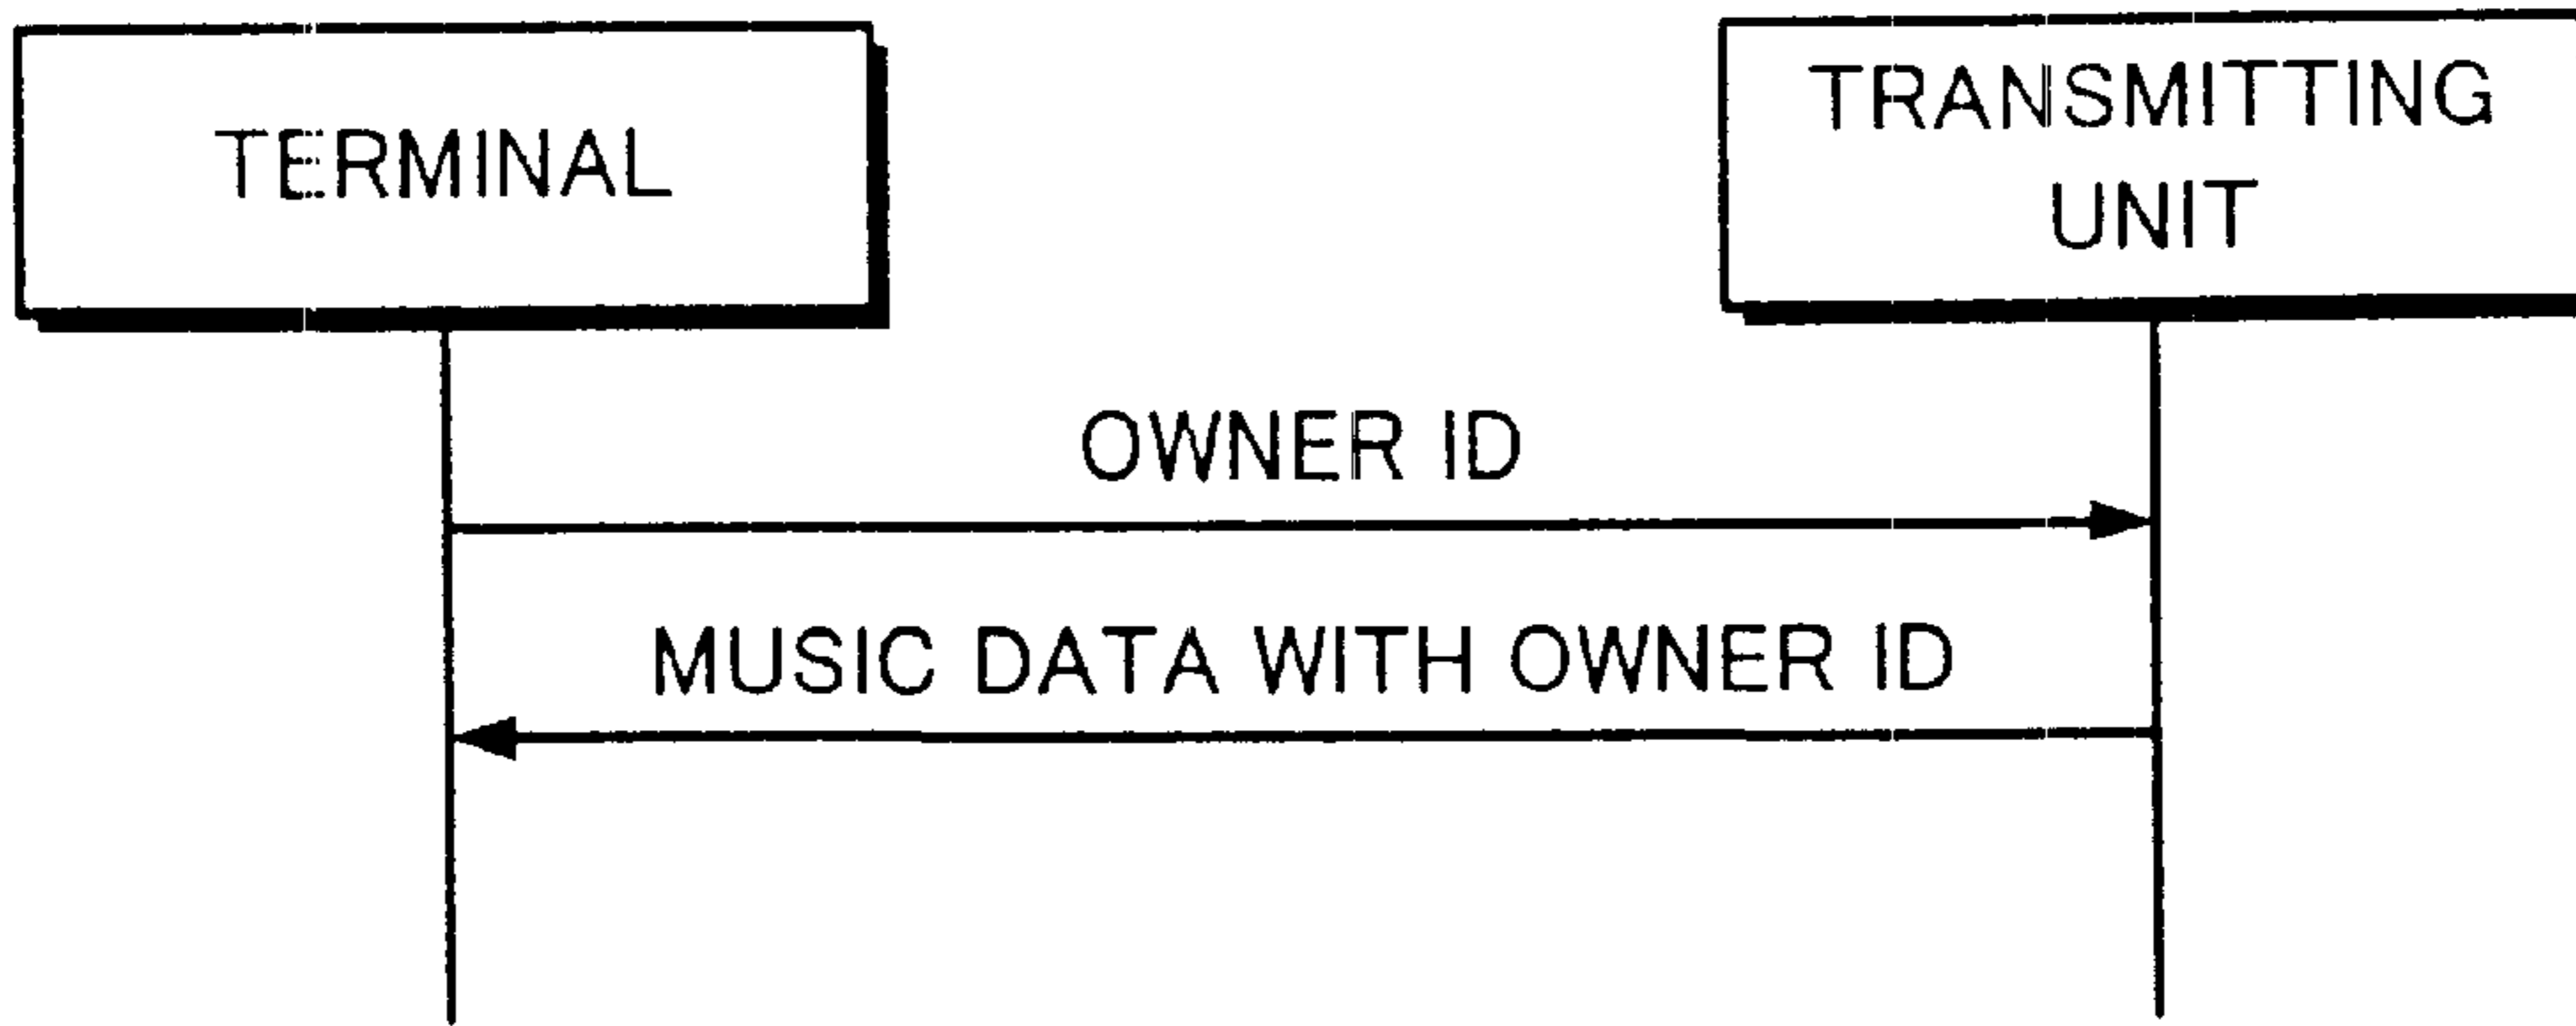 TERMINAL
TRANSMITTING
UNIT
OWNER ID
MUSIC DATA WITH OWNER ID